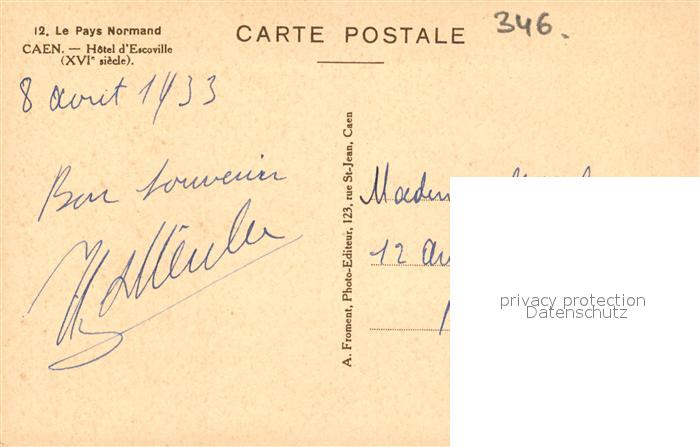 12. Le Pays Normand
CAEN. — Hôtel d'Escoville
(XVIᵉ siècle).
CARTE POSTALE
346.
8 avril 1933
Bon souvenir
A. Froment, Photo-Editeur, 123, rue St-Jean, Caen
12
privacy protection
Datenschutz